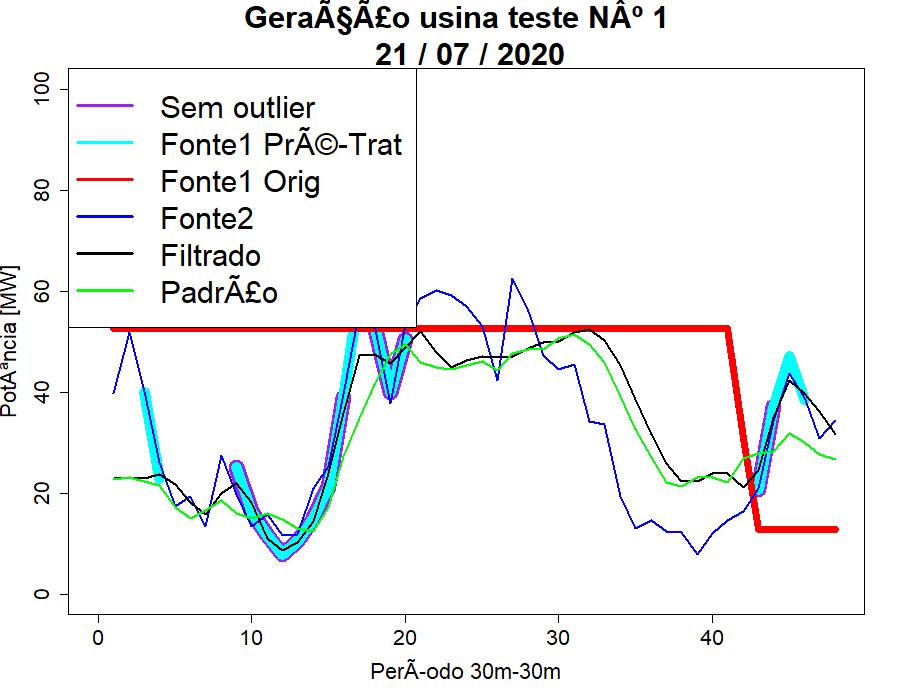 GeraÃ§Ã£o usina teste NÂº 1
21 / 07 / 2020
Sem outlier
Fonte1 PrÃ©-Trat
Fonte1 Orig
Fonte2
Filtrado
PadrÃ£o
PotÃªncia [MW]
100
80
60
40
20
0
0 10 20 30 40
PerÃ-odo 30m-30m